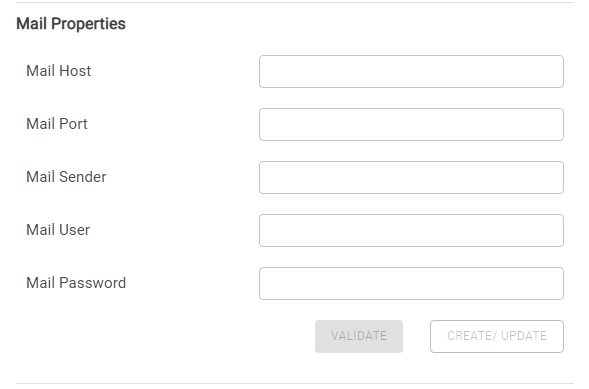 Mail Properties
Mail Host
Mail Port
Mail Sender
Mail User
Mail Password
VALIDATE CREATE/ UPDATE